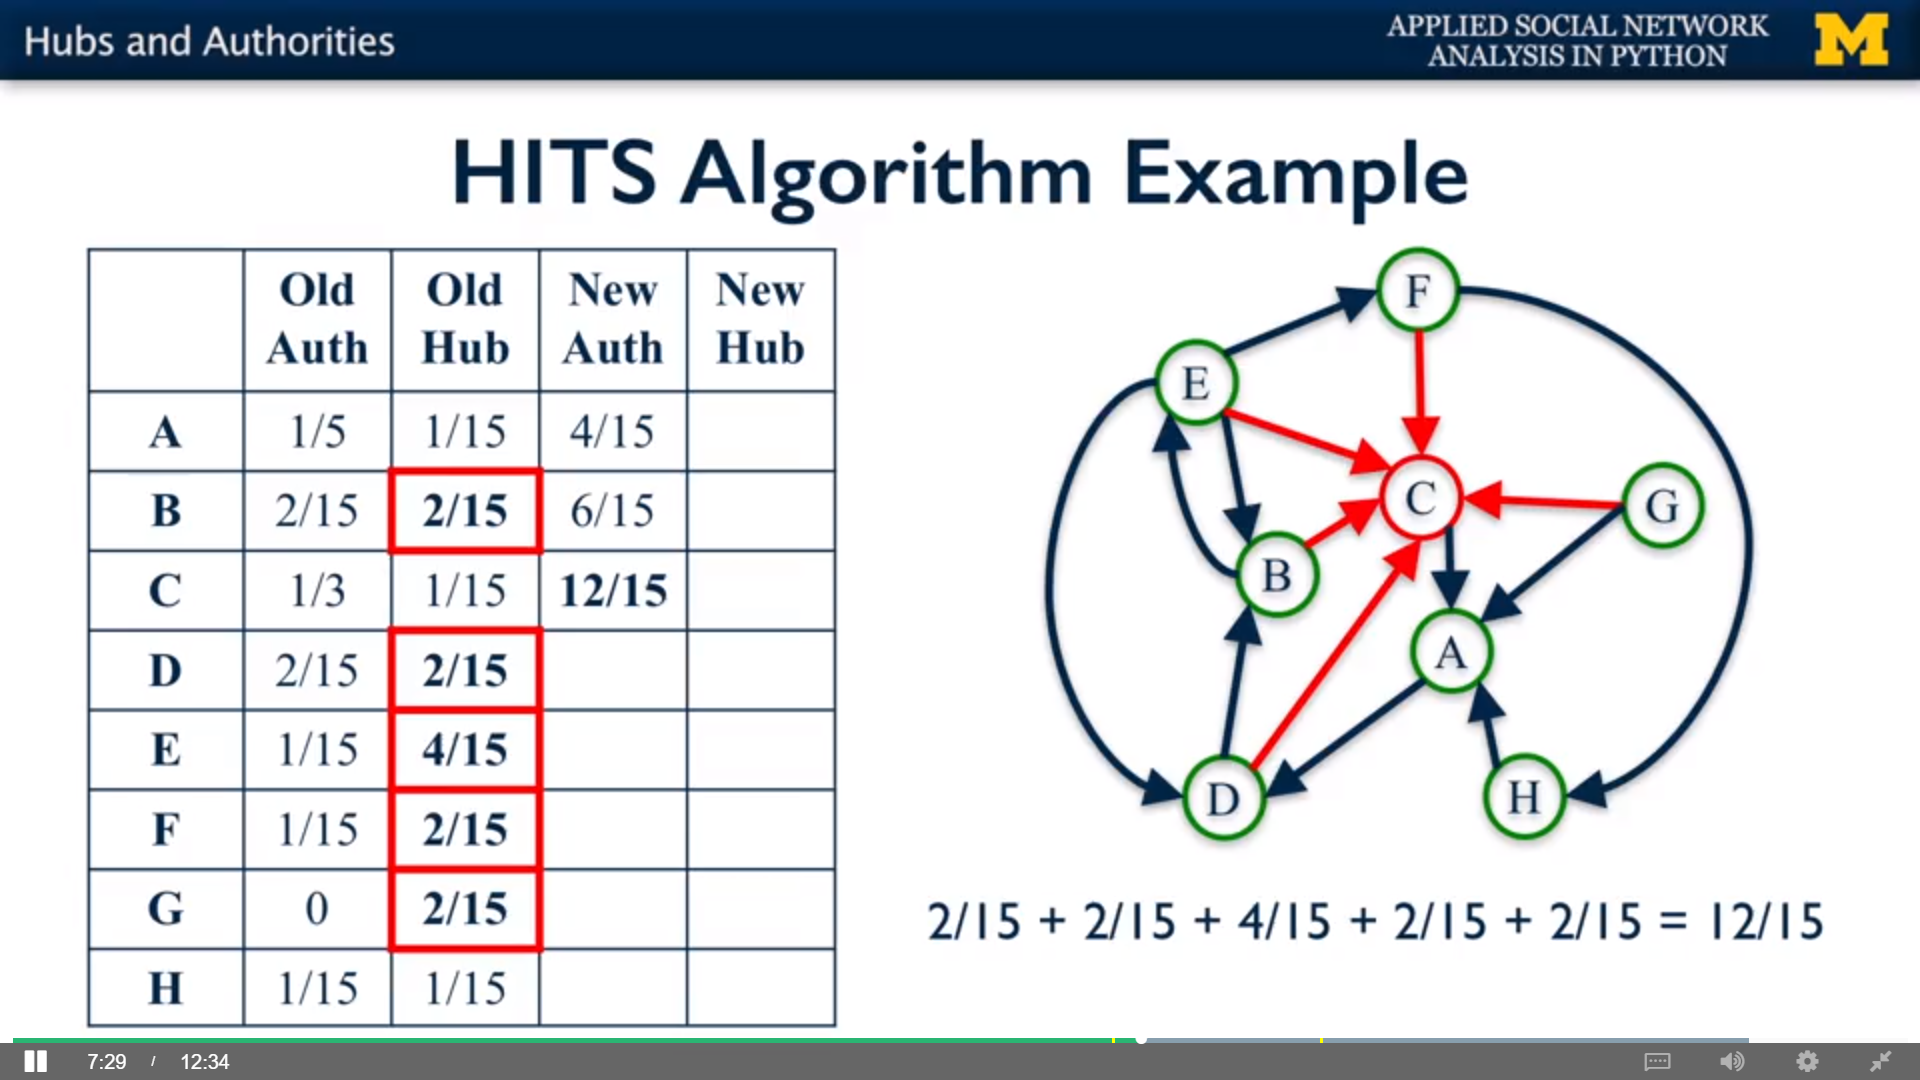 Hubs and Authorities
APPLIED SOCIAL NETWORK
ANALYSIS IN PYTHON
M
HITS Algorithm Example
Old Auth Old Hub New Auth New Hub
A 1/5 1/15 4/15
B 2/15 2/15 6/15
C 1/3 1/15 12/15
D 2/15 2/15
E 1/15 4/15
F 1/15 2/15
G 0 2/15
H 1/15 1/15
F
E
C
G
B
A
D
H
2/15 + 2/15 + 4/15 + 2/15 + 2/15 = 12/15
7:29 / 12:34